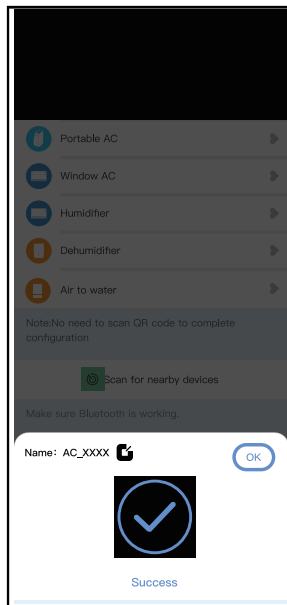 Portable AC
Window AC
Humidifier
Dehumidifier
Air to water
Note:No need to scan QR code to complete
configuration
Scan for nearby devices
Make sure Bluetooth is working.
Name: AC_XXXX
OK
Success